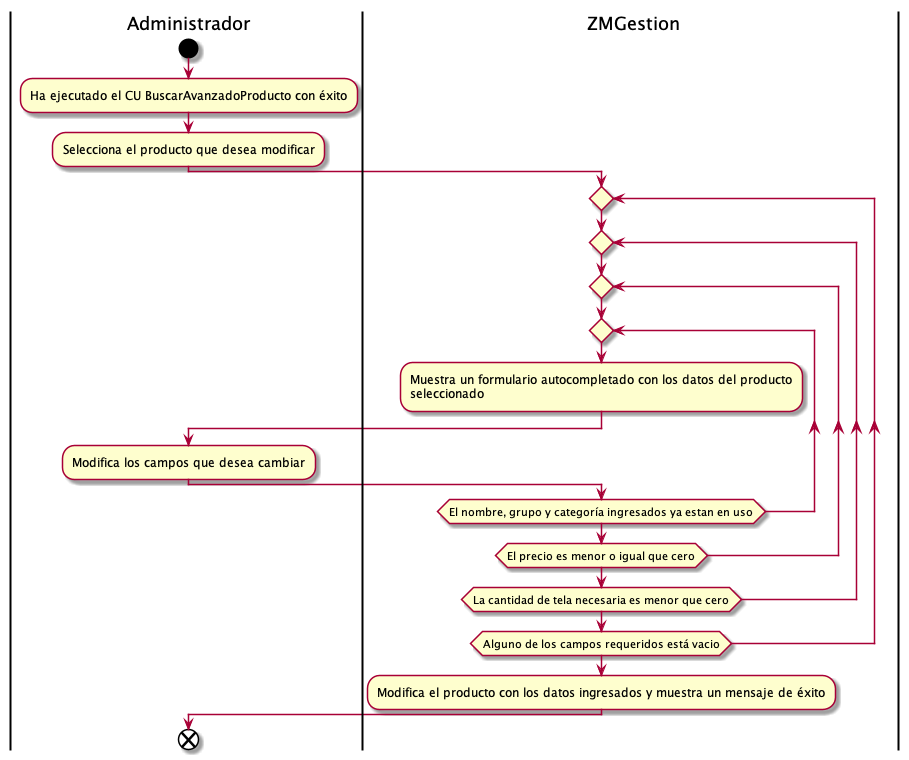 Administrador
ZMGestion
Ha ejecutado el CU BuscarAvanzadoProducto con éxito
Selecciona el producto que desea modificar
Muestra un formulario autocompletado con los datos del producto
seleccionado
Modifica los campos que desea cambiar
El nombre, grupo y categoría ingresados ya estan en uso
El precio es menor o igual que cero
La cantidad de tela necesaria es menor que cero
Alguno de los campos requeridos está vacio
Modifica el producto con los datos ingresados y muestra un mensaje de éxito